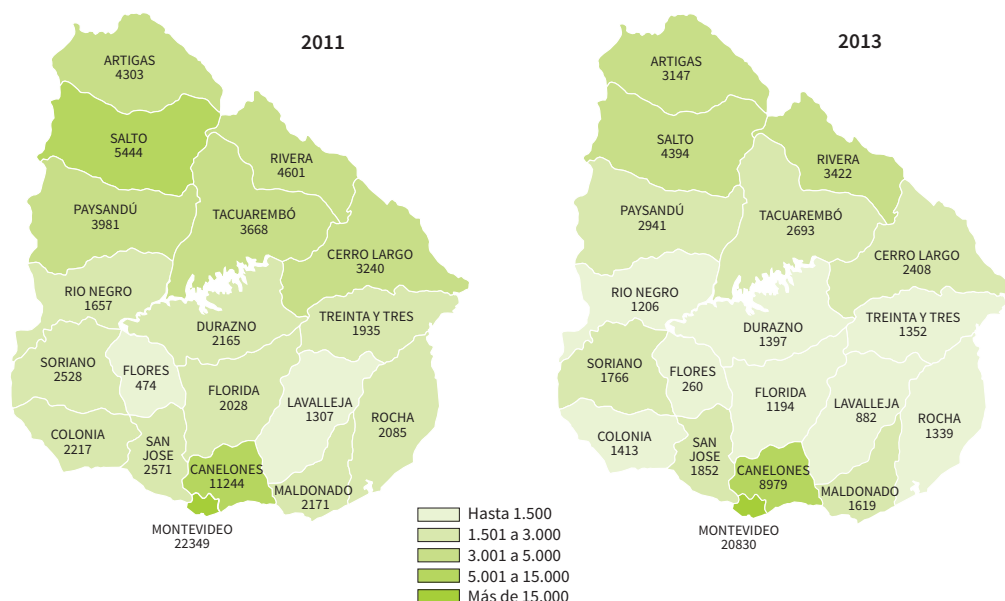 2011
ARTIGAS
4303
SALTO
5444
RIVERA
4601
PAYSANDÚ
3981
TACUAREMBÓ
3668
CERRO LARGO
3240
RIO NEGRO
1657
DURAZNO
2165
TREINTA Y TRES
1935
SORIANO
2528
FLORES
474
FLORIDA
2028
LAVALLEJA
1307
ROCHA
2085
COLONIA
2217
SAN
JOSE
2571
CANELONES
11244
MALDONADO
2171
MONTEVIDEO
22349
2013
ARTIGAS
3147
SALTO
4394
RIVERA
3422
PAYSANDÚ
2941
TACUAREMBÓ
2693
CERRO LARGO
2408
RIO NEGRO
1206
DURAZNO
1397
TREINTA Y TRES
1352
SORIANO
1766
FLORES
260
FLORIDA
1194
LAVALLEJA
882
ROCHA
1339
COLONIA
1413
SAN
JOSE
1852
CANELONES
8979
MALDONADO
1619
MONTEVIDEO
20830
Hasta 1.500
1.501 a 3.000
3.001 a 5.000
5.001 a 15.000
Más de 15.000